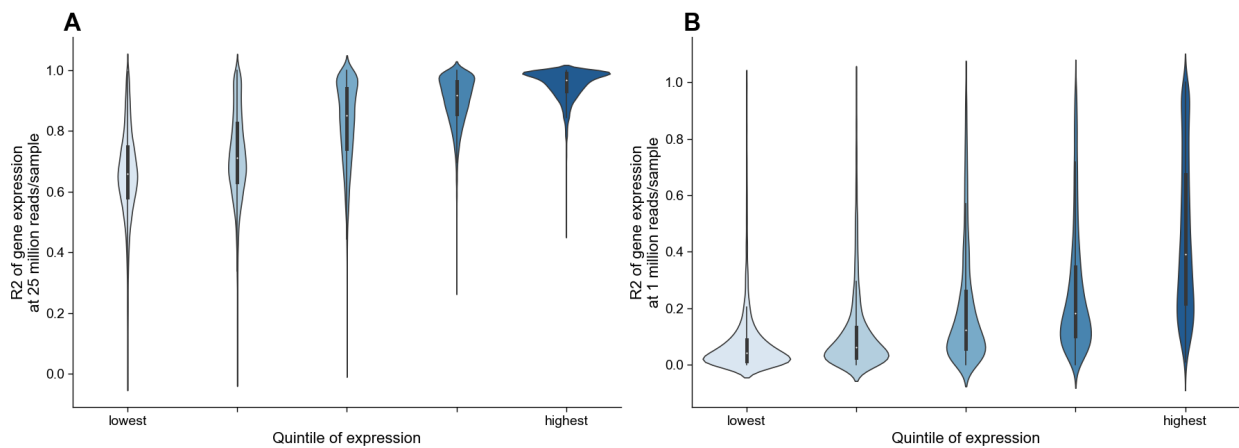 A
R2 of gene expression
at 25 million reads/sample
1.0
0.8
0.6
0.4
0.2
0.0
lowest
highest
Quintile of expression
B
R2 of gene expression
at 1 million reads/sample
1.0
0.8
0.6
0.4
0.2
0.0
lowest
highest
Quintile of expression